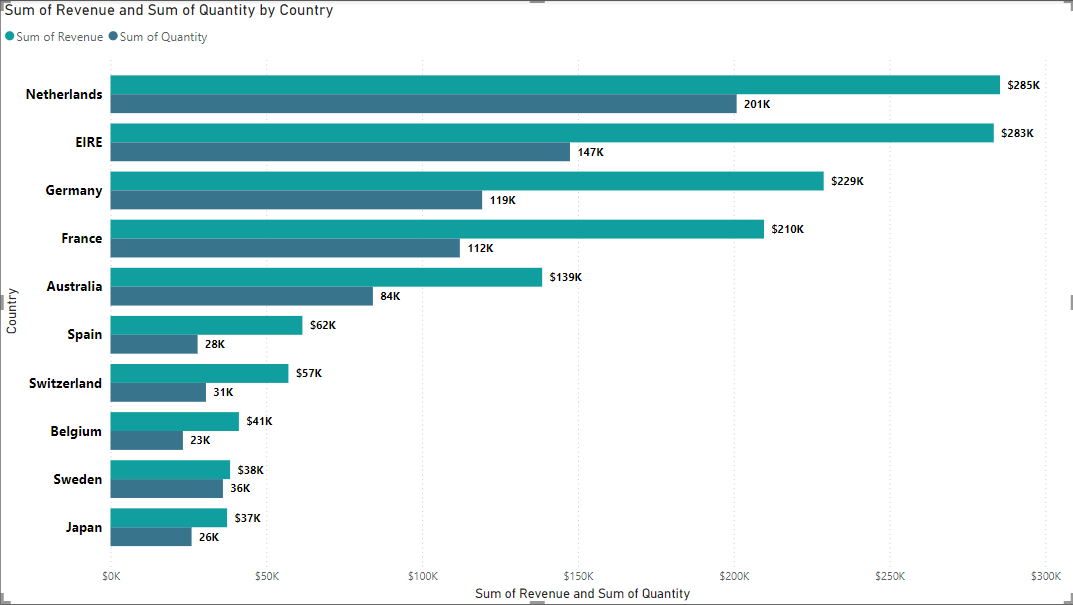 Sum of Revenue and Sum of Quantity by Country
Sum of Revenue Sum of Quantity
Netherlands $285K
201K
EIRE $283K
147K
Germany $229K
119K
France $210K
112K
Australia $139K
84K
Country
Spain $62K
28K
Switzerland $57K
31K
Belgium $41K
23K
Sweden $38K
36K
Japan $37K
26K
$0K $50K $100K $150K $200K $250K $300K
Sum of Revenue and Sum of Quantity